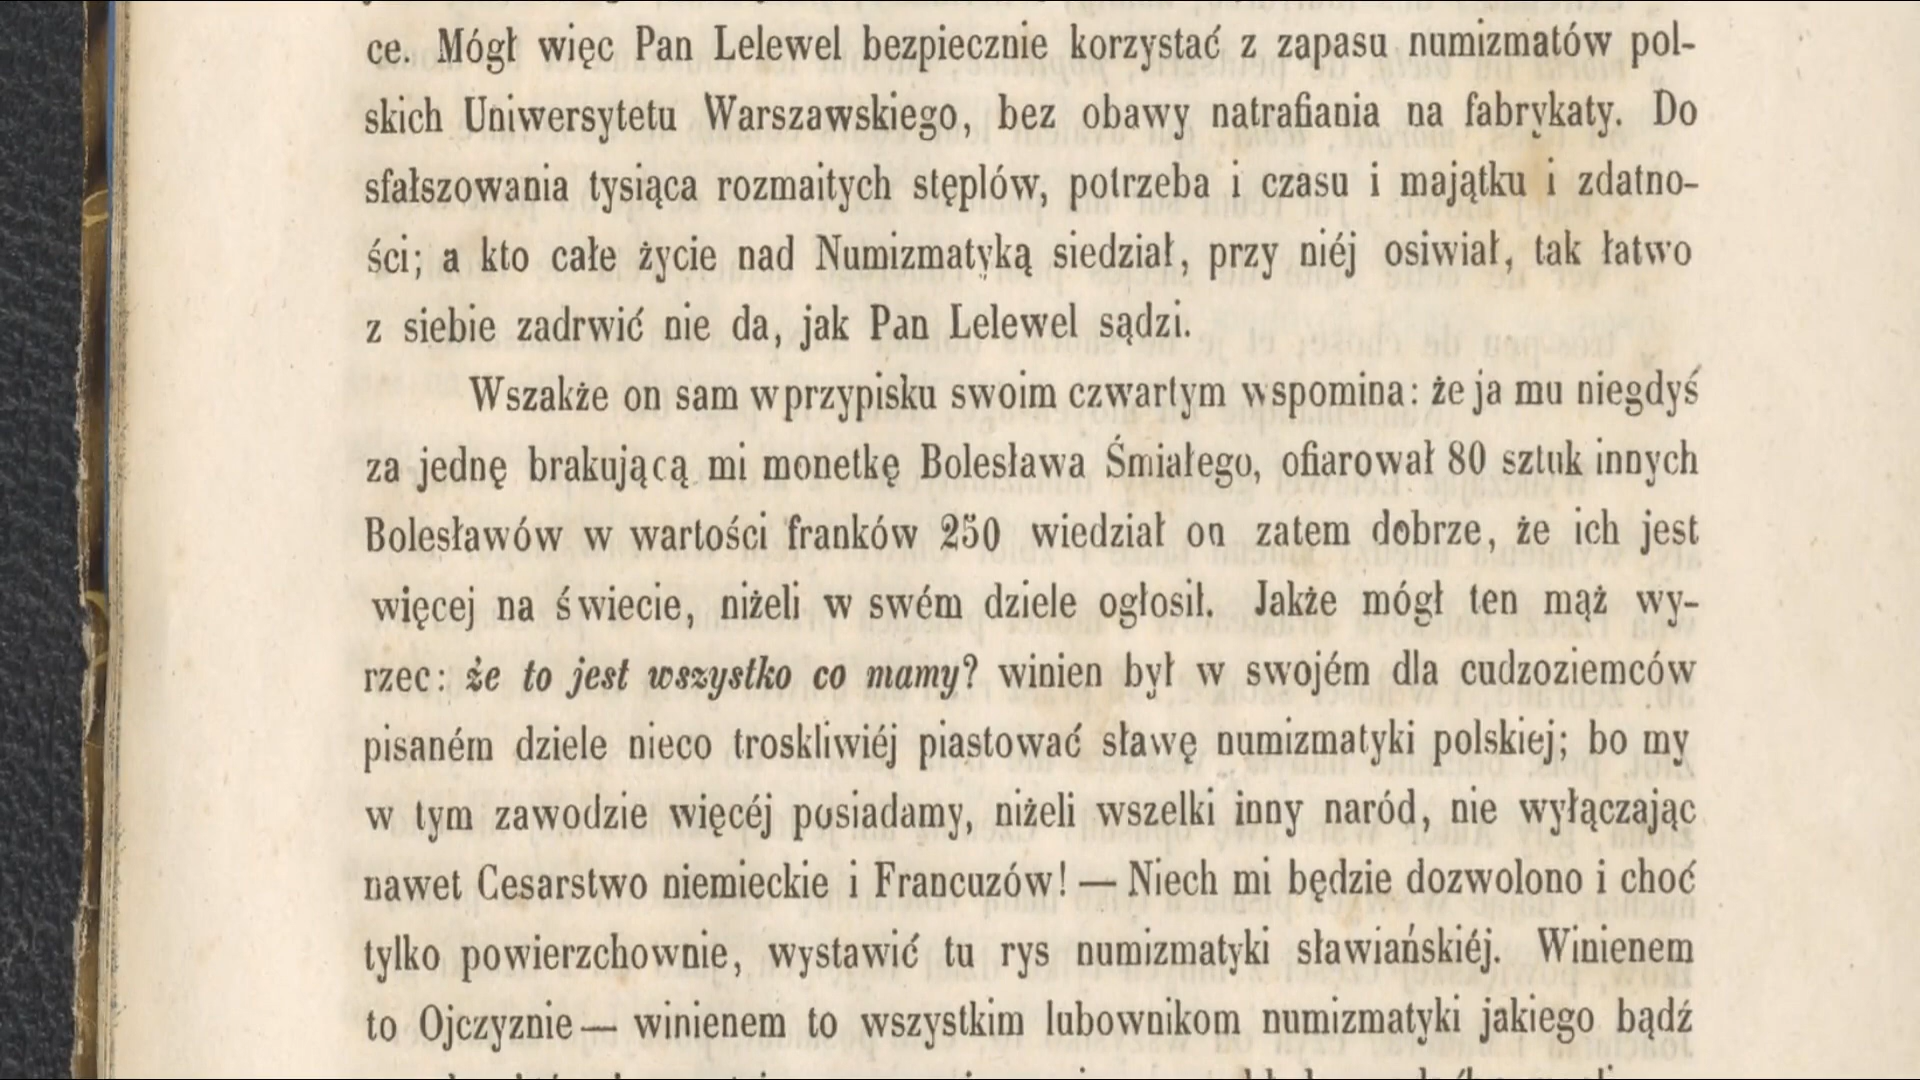 ce. Mógł więc Pan Lelewel bezpiecznie korzystać z zapasu numizmatów pol-
skich Uniwersytetu Warszawskiego, bez obawy natrafiania na fabrykaty. Do
sfałszowania tysiąca rozmaitych stęplów, potrzeba i czasu i majątku i zdatno-
ści; a kto całe życie nad Numizmatyką siedział, przy niéj osiwiał, tak łatwo
z siebie zadrwić nie da, jak Pan Lelewel sądzi.
Wszakże on sam w przypisku swoim czwartym wspomina: że ja mu niegdyś
za jednę brakującą mi monetkę Bolesława Śmiałego, ofiarował 80 sztuk innych
Bolesławów w wartości franków 250 wiedział on zatem dobrze, że ich jest
więcej na świecie, niżeli w swém dziele ogłosił. Jakże mógł ten mąż wy-
rzec: że to jest wszystko co mamy? winien był w swojém dla cudzoziemców
pisaném dziele nieco troskliwiéj piastować sławę numizmatyki polskiej; bo my
w tym zawodzie więcéj posiadamy, niżeli wszelki inny naród, nie wyłączając
nawet Cesarstwo niemieckie i Francuzów! — Niech mi będzie dozwolono i choć
tylko powierzchownie, wystawić tu rys numizmatyki sławiańskiéj. Winienem
to Ojczyznie — winienem to wszystkim lubownikom numizmatyki jakiego bądź